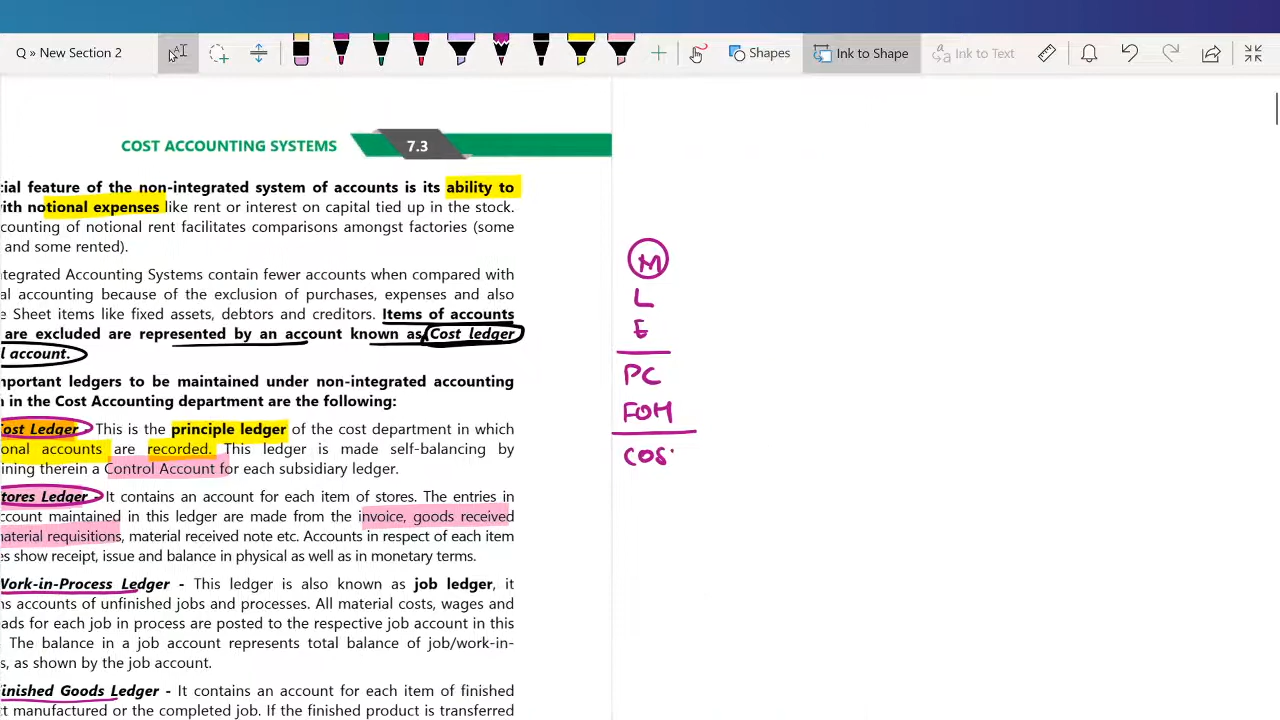 Q » New Section 2
Shapes
Ink to Shape
Ink to Text
COST ACCOUNTING SYSTEMS 7.3
cial feature of the non-integrated system of accounts is its ability to
with notional expenses like rent or interest on capital tied up in the stock.
counting of notional rent facilitates comparisons amongst factories (some
and some rented).
ntegrated Accounting Systems contain fewer accounts when compared with
al accounting because of the exclusion of purchases, expenses and also
e Sheet items like fixed assets, debtors and creditors. Items of accounts
are excluded are represented by an account known as Cost ledger
l account.
mportant ledgers to be maintained under non-integrated accounting
n in the Cost Accounting department are the following:
Cost Ledger - This is the principle ledger of the cost department in which
onal accounts are recorded. This ledger is made self-balancing by
ining therein a Control Account for each subsidiary ledger.
tores Ledger - It contains an account for each item of stores. The entries in
ccount maintained in this ledger are made from the invoice, goods received
material requisitions, material received note etc. Accounts in respect of each item
es show receipt, issue and balance in physical as well as in monetary terms.
Work-in-Process Ledger - This ledger is also known as job ledger, it
ns accounts of unfinished jobs and processes. All material costs, wages and
ads for each job in process are posted to the respective job account in this
. The balance in a job account represents total balance of job/work-in-
s, as shown by the job account.
inished Goods Ledger - It contains an account for each item of finished
ct manufactured or the completed job. If the finished product is transferred
M
L
E
PC
FOH
COS